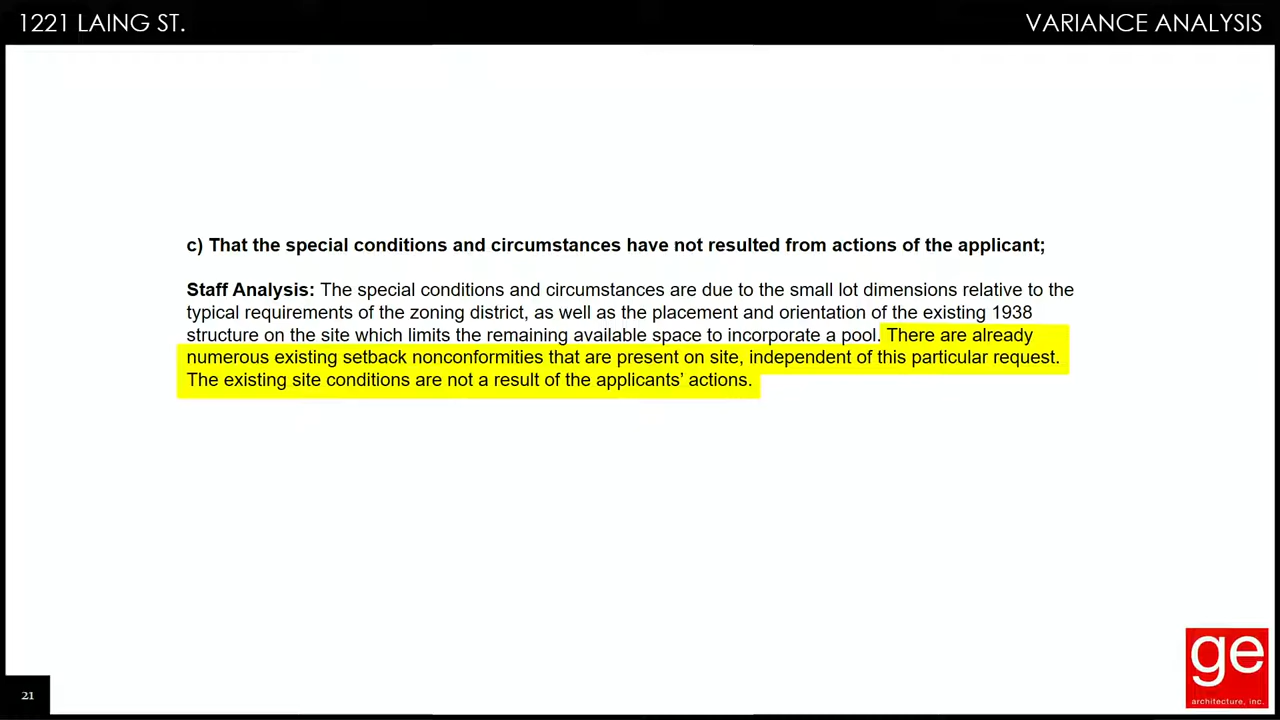 1221 LAING ST.
VARIANCE ANALYSIS
c) That the special conditions and circumstances have not resulted from actions of the applicant;
Staff Analysis: The special conditions and circumstances are due to the small lot dimensions relative to the
typical requirements of the zoning district, as well as the placement and orientation of the existing 1938
structure on the site which limits the remaining available space to incorporate a pool. There are already
numerous existing setback nonconformities that are present on site, independent of this particular request.
The existing site conditions are not a result of the applicants’ actions.
21
ge
architecture, inc.